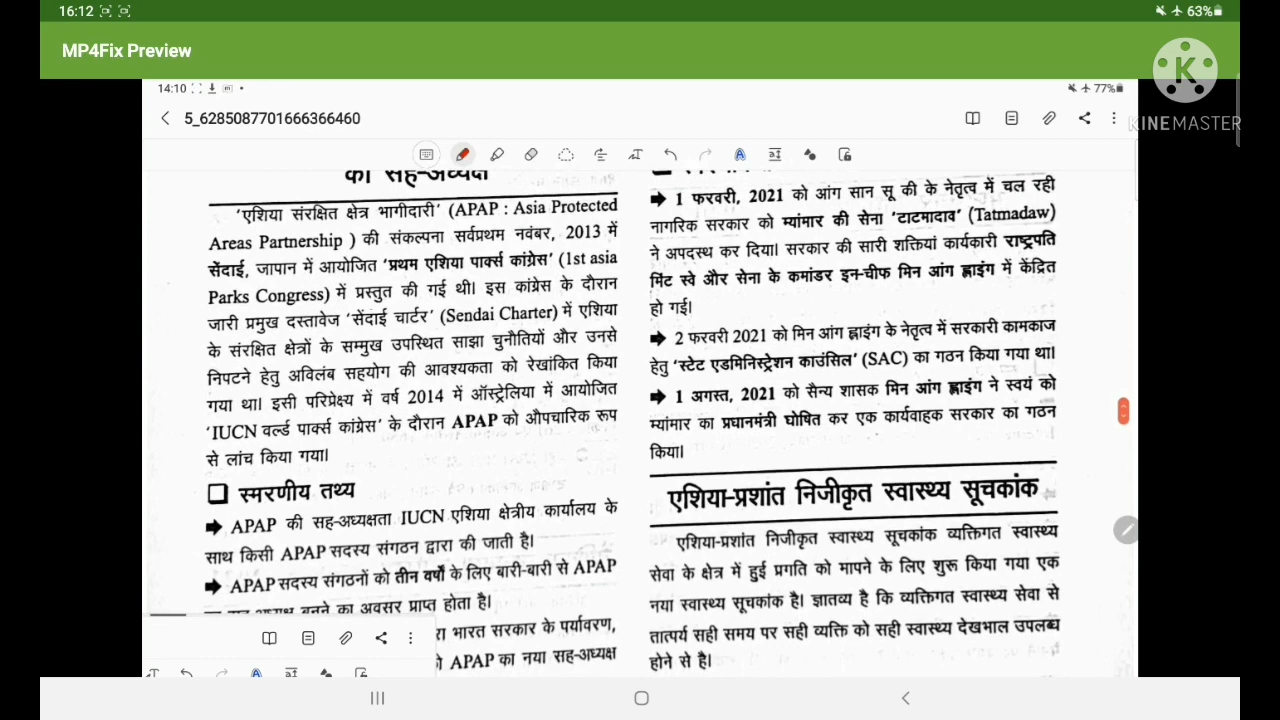 16:12
63%
MP4Fix Preview
KINEMASTER
14:10
77%
5_6285087701666366460
का सह-अध्यक्ष
'एशिया संरक्षित क्षेत्र भागीदारी' (APAP : Asia Protected
Areas Partnership ) की संकल्पना सर्वप्रथम नवंबर, 2013 में
सेंदाई, जापान में आयोजित 'प्रथम एशिया पार्क्स कांग्रेस' (1st asia
Parks Congress) में प्रस्तुत की गई थी। इस कांग्रेस के दौरान
जारी प्रमुख दस्तावेज 'सेंदाई चार्टर' (Sendai Charter) में एशिया
के संरक्षित क्षेत्रों के सम्मुख उपस्थित साझा चुनौतियों और उनसे
निपटने हेतु अविलंब सहयोग की आवश्यकता को रेखांकित किया
गया था। इसी परिप्रेक्ष्य में वर्ष 2014 में ऑस्ट्रेलिया में आयोजित
'IUCN वर्ल्ड पार्क्स कांग्रेस' के दौरान APAP को औपचारिक रूप
से लांच किया गया।
❑ स्मरणीय तथ्य
➡ APAP की सह-अध्यक्षता IUCN एशिया क्षेत्रीय कार्यालय के
साथ किसी APAP सदस्य संगठन द्वारा की जाती है।
➡ APAP सदस्य संगठनों को तीन वर्षों के लिए बारी-बारी से APAP
बनने का अवसर प्राप्त होता है।
रा भारत सरकार के पर्यावरण,
APAP का नया सह-अध्यक्ष
➡ 1 फरवरी, 2021 को आंग सान सू की के नेतृत्व में चल रही
नागरिक सरकार को म्यांमार की सेना 'टाटमादाव' (Tatmadaw)
ने अपदस्थ कर दिया। सरकार की सारी शक्तियां कार्यकारी राष्ट्रपति
मिंट स्वे और सेना के कमांडर इन-चीफ मिन आंग ह्लाइंग में केंद्रित
हो गई।
➡ 2 फरवरी 2021 को मिन आंग ह्लाइंग के नेतृत्व में सरकारी कामकाज
हेतु 'स्टेट एडमिनिस्ट्रेशन काउंसिल' (SAC) का गठन किया गया था।
➡ 1 अगस्त, 2021 को सैन्य शासक मिन आंग ह्लाइंग ने स्वयं को
म्यांमार का प्रधानमंत्री घोषित कर एक कार्यवाहक सरकार का गठन
किया।
एशिया-प्रशांत निजीकृत स्वास्थ्य सूचकांक
एशिया-प्रशांत निजीकृत स्वास्थ्य सूचकांक व्यक्तिगत स्वास्थ्य
सेवा के क्षेत्र में हुई प्रगति को मापने के लिए शुरू किया गया एक
नया स्वास्थ्य सूचकांक है। ज्ञातव्य है कि व्यक्तिगत स्वास्थ्य सेवा से
तात्पर्य सही समय पर सही व्यक्ति को सही स्वास्थ्य देखभाल उपलब्ध
होने से है।